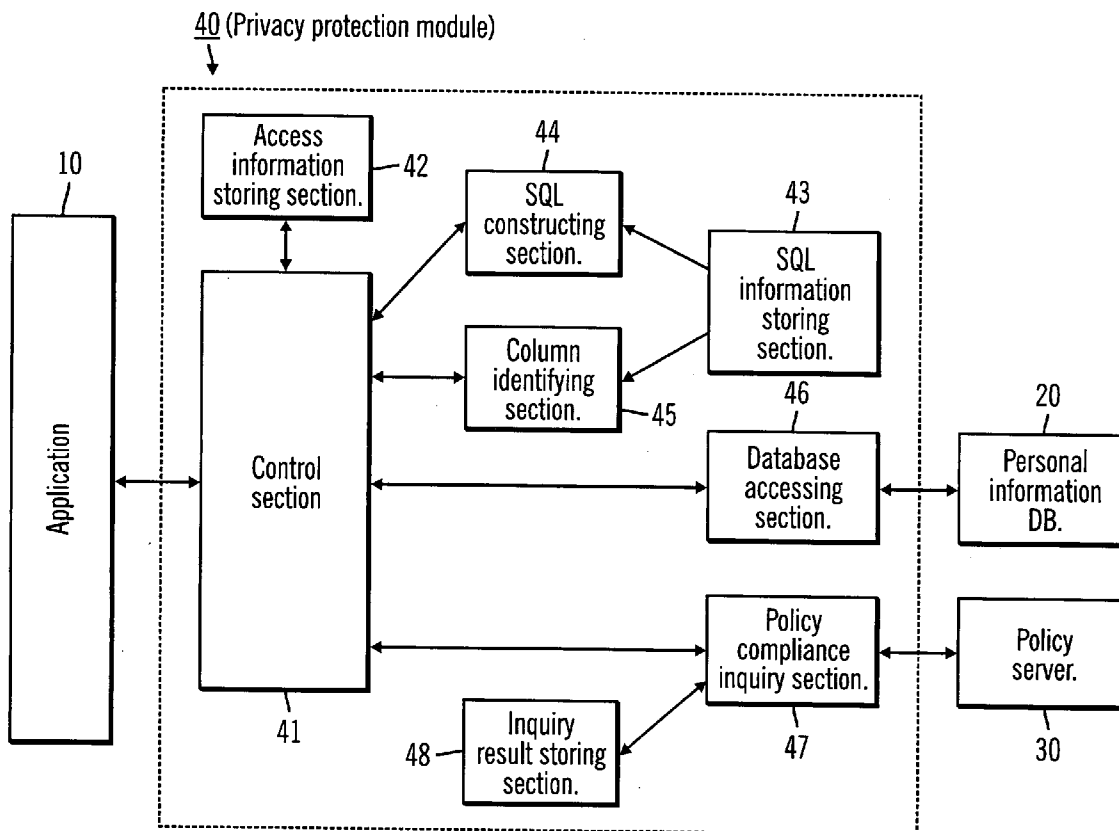 40 (Privacy protection module)
10
Access
information
storing section.
42
44
SQL
constructing
section.
43
SQL
information
storing
section.
Column
identifying
section.
45
46
20
Application
Control
section
Database
accessing
section.
Personal
information
DB.
Policy
compliance
inquiry section.
Policy
server.
41
48
Inquiry
result storing
section.
47
30